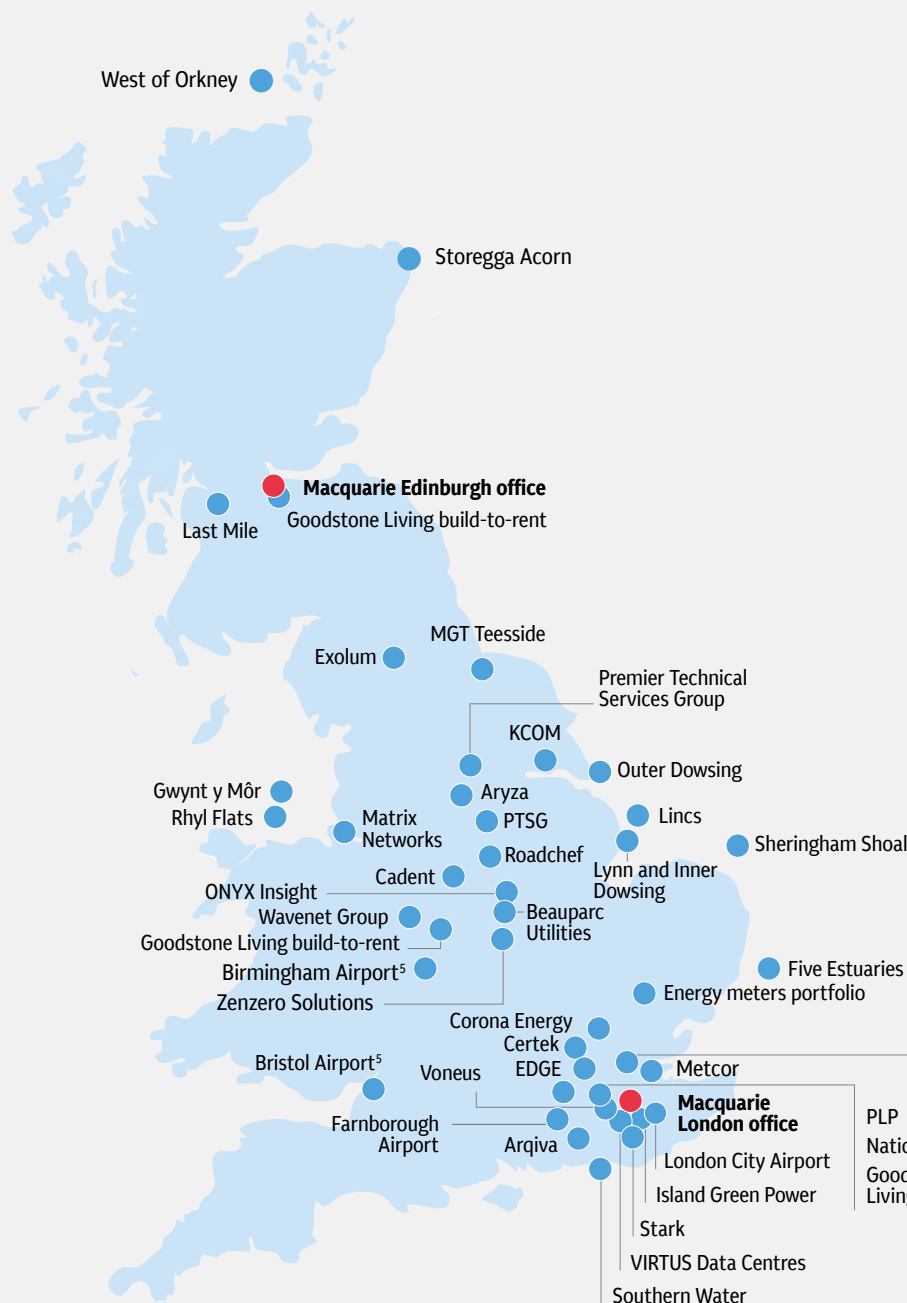 West of Orkney
Storegga Acorn
Macquarie Edinburgh office
Goodstone Living build-to-rent
Last Mile
MGT Teesside
Exolum
Premier Technical
Services Group
KCOM
Outer Dowsing
Gwynt y Môr
Rhyl Flats
Aryza
Lincs
Matrix
Networks
PTSG
Sheringham Shoal
Roadchef
Lynn and Inner
Dowsing
Cadent
ONYX Insight
Wavenet Group
Beauparc
Utilities
Goodstone Living build-to-rent
Birmingham Airport⁵
Five Estuaries
Zenzero Solutions
Energy meters portfolio
Corona Energy
Certek
Bristol Airport⁵
Voneus
EDGE
Metcor
Macquarie
London office
Farnborough
Airport
Arqiva
PLP
Natio
Good
Living
London City Airport
Island Green Power
Stark
VIRTUS Data Centres
Southern Water